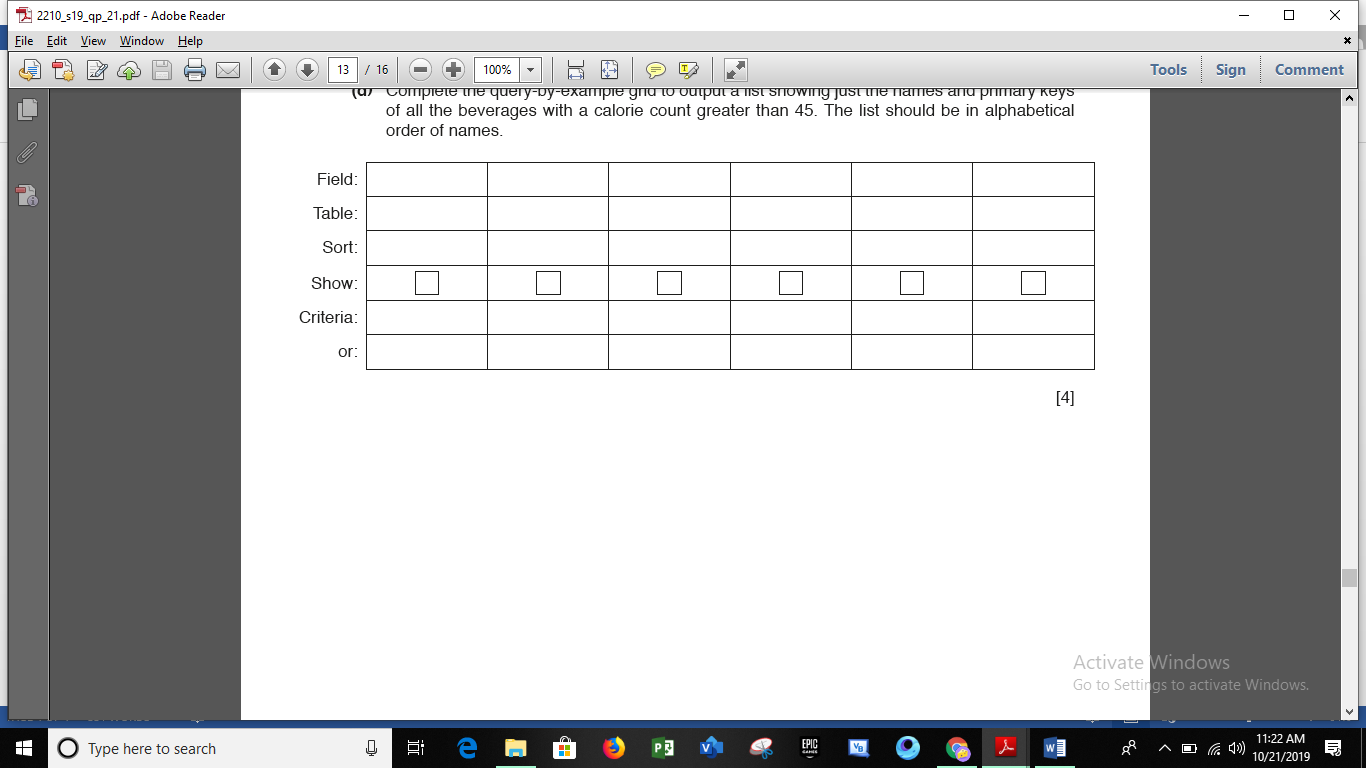 2210_s19_qp_21.pdf - Adobe Reader
File Edit View Window Help
13 / 16
100%
Tools Sign Comment
(d) Complete the query-by-example grid to output a list showing just the names and primary keys
of all the beverages with a calorie count greater than 45. The list should be in alphabetical
order of names.
Field:
Table:
Sort:
Show:
Criteria:
or:
[4]
Activate Windows
Go to Settings to activate Windows.
Type here to search
11:22 AM
10/21/2019